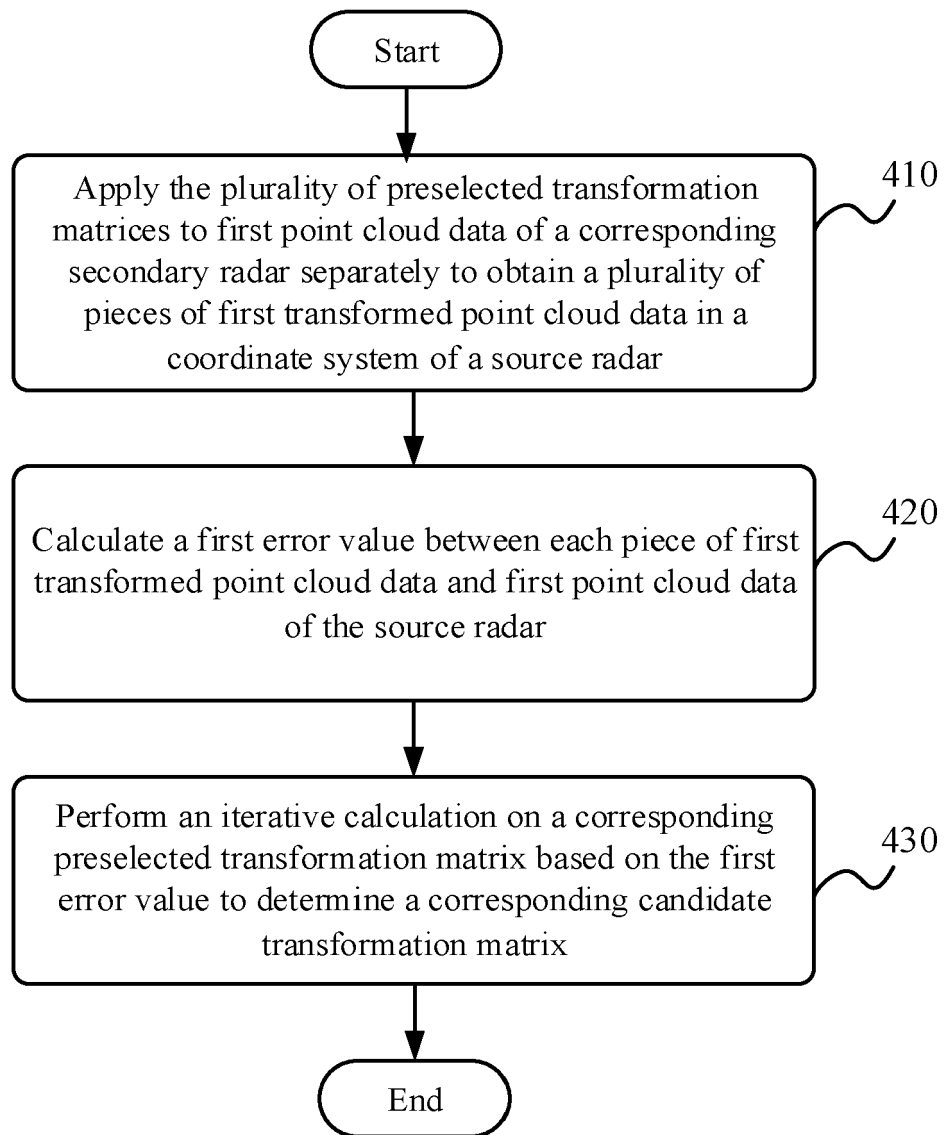 Start
Apply the plurality of preselected transformation
matrices to first point cloud data of a corresponding
secondary radar separately to obtain a plurality of
pieces of first transformed point cloud data in a
coordinate system of a source radar
410
Calculate a first error value between each piece of first
transformed point cloud data and first point cloud data
of the source radar
420
Perform an iterative calculation on a corresponding
preselected transformation matrix based on the first
error value to determine a corresponding candidate
transformation matrix
430
End